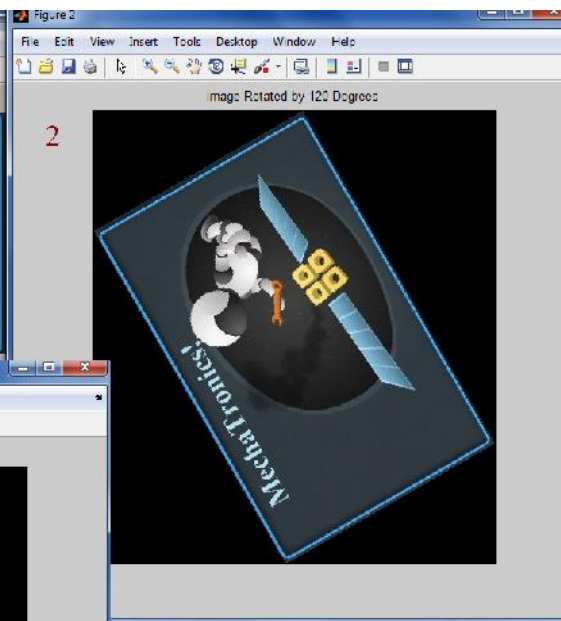 Figure 2
File Edit View Insert Tools Desktop Window Help
Image Rotated by 120 Degrees
2
MechaTronics!